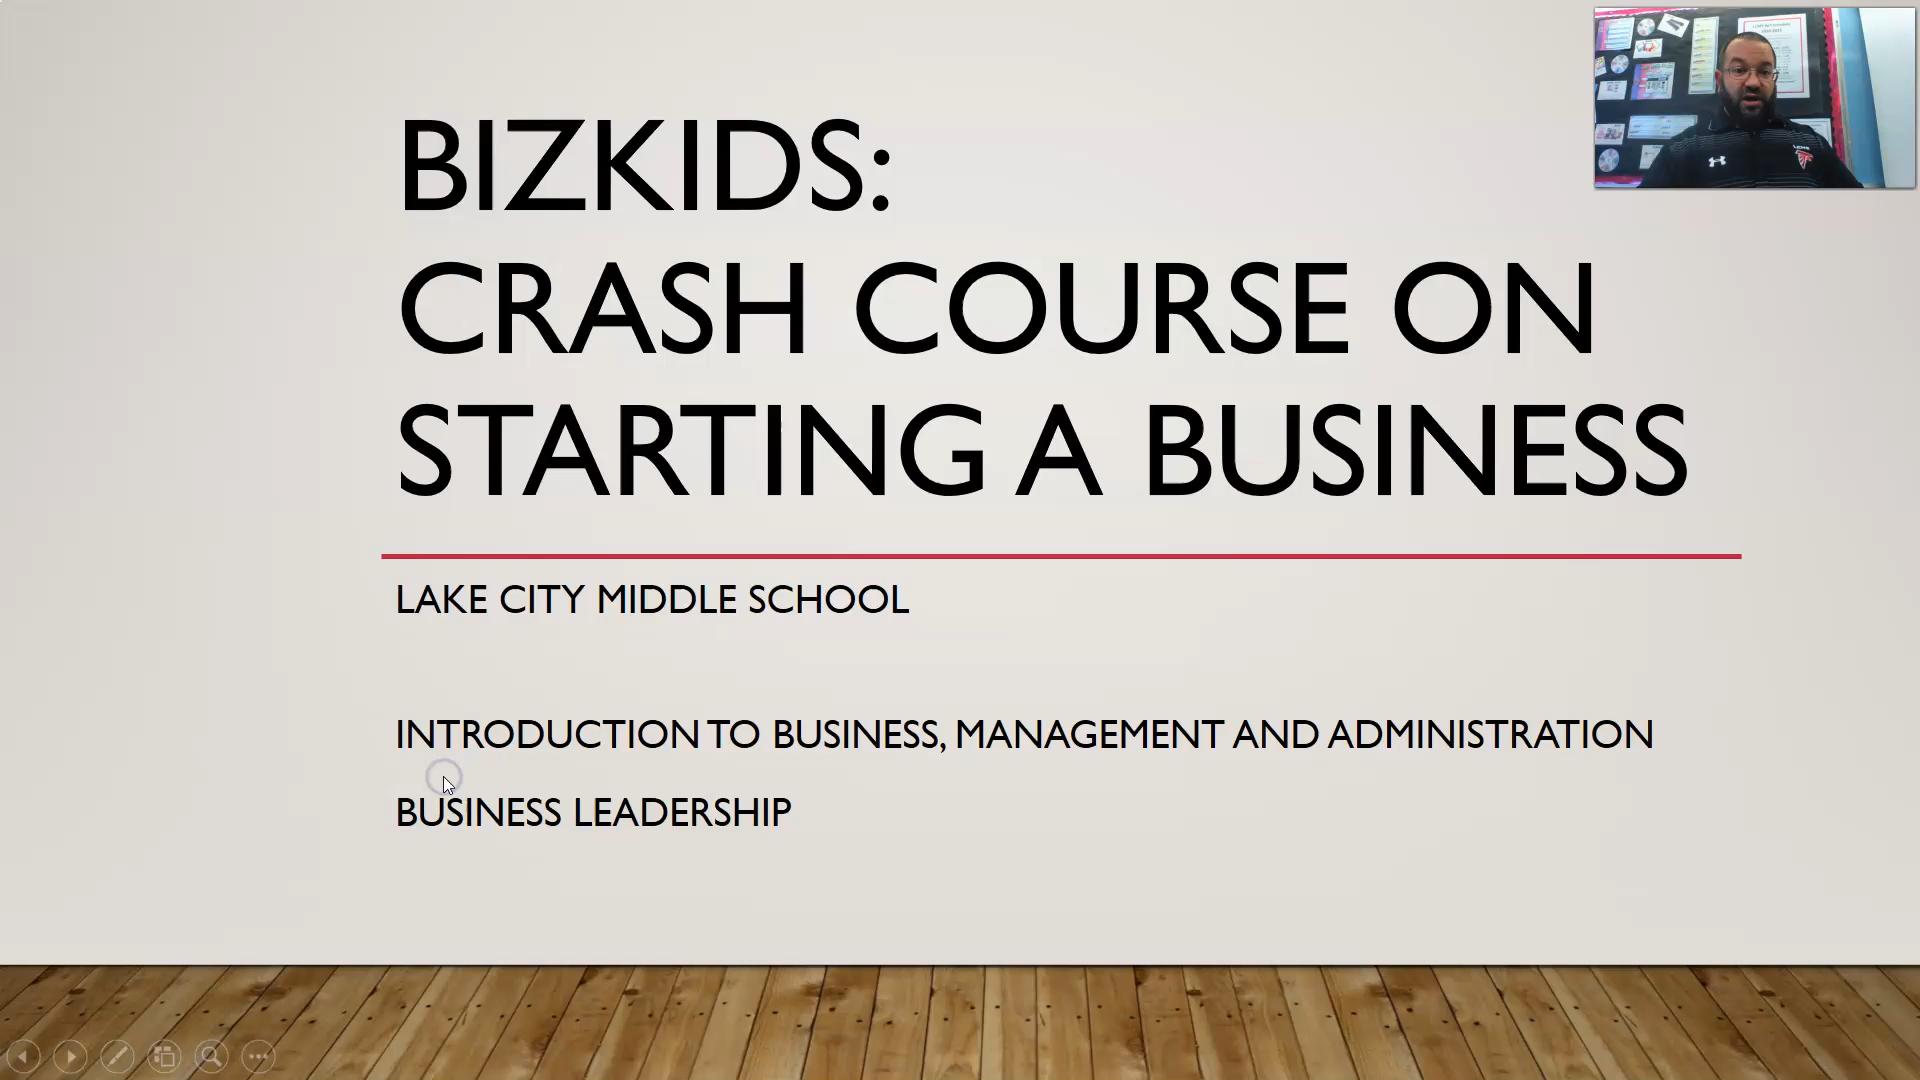 BIZKIDS:
CRASH COURSE ON
STARTING A BUSINESS
LAKE CITY MIDDLE SCHOOL
INTRODUCTION TO BUSINESS, MANAGEMENT AND ADMINISTRATION
BUSINESS LEADERSHIP